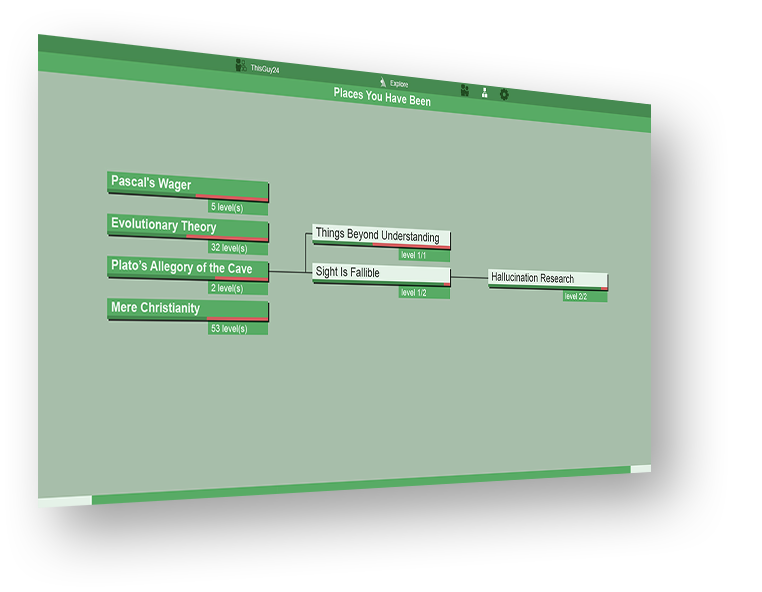 ThisGuy24
Explore
Places You Have Been
Pascal's Wager
5 level(s)
Evolutionary Theory
32 level(s)
Plato's Allegory of the Cave
2 level(s)
Mere Christianity
53 level(s)
Things Beyond Understanding
level 1/1
Sight Is Fallible
level 1/2
Hallucination Research
level 2/2